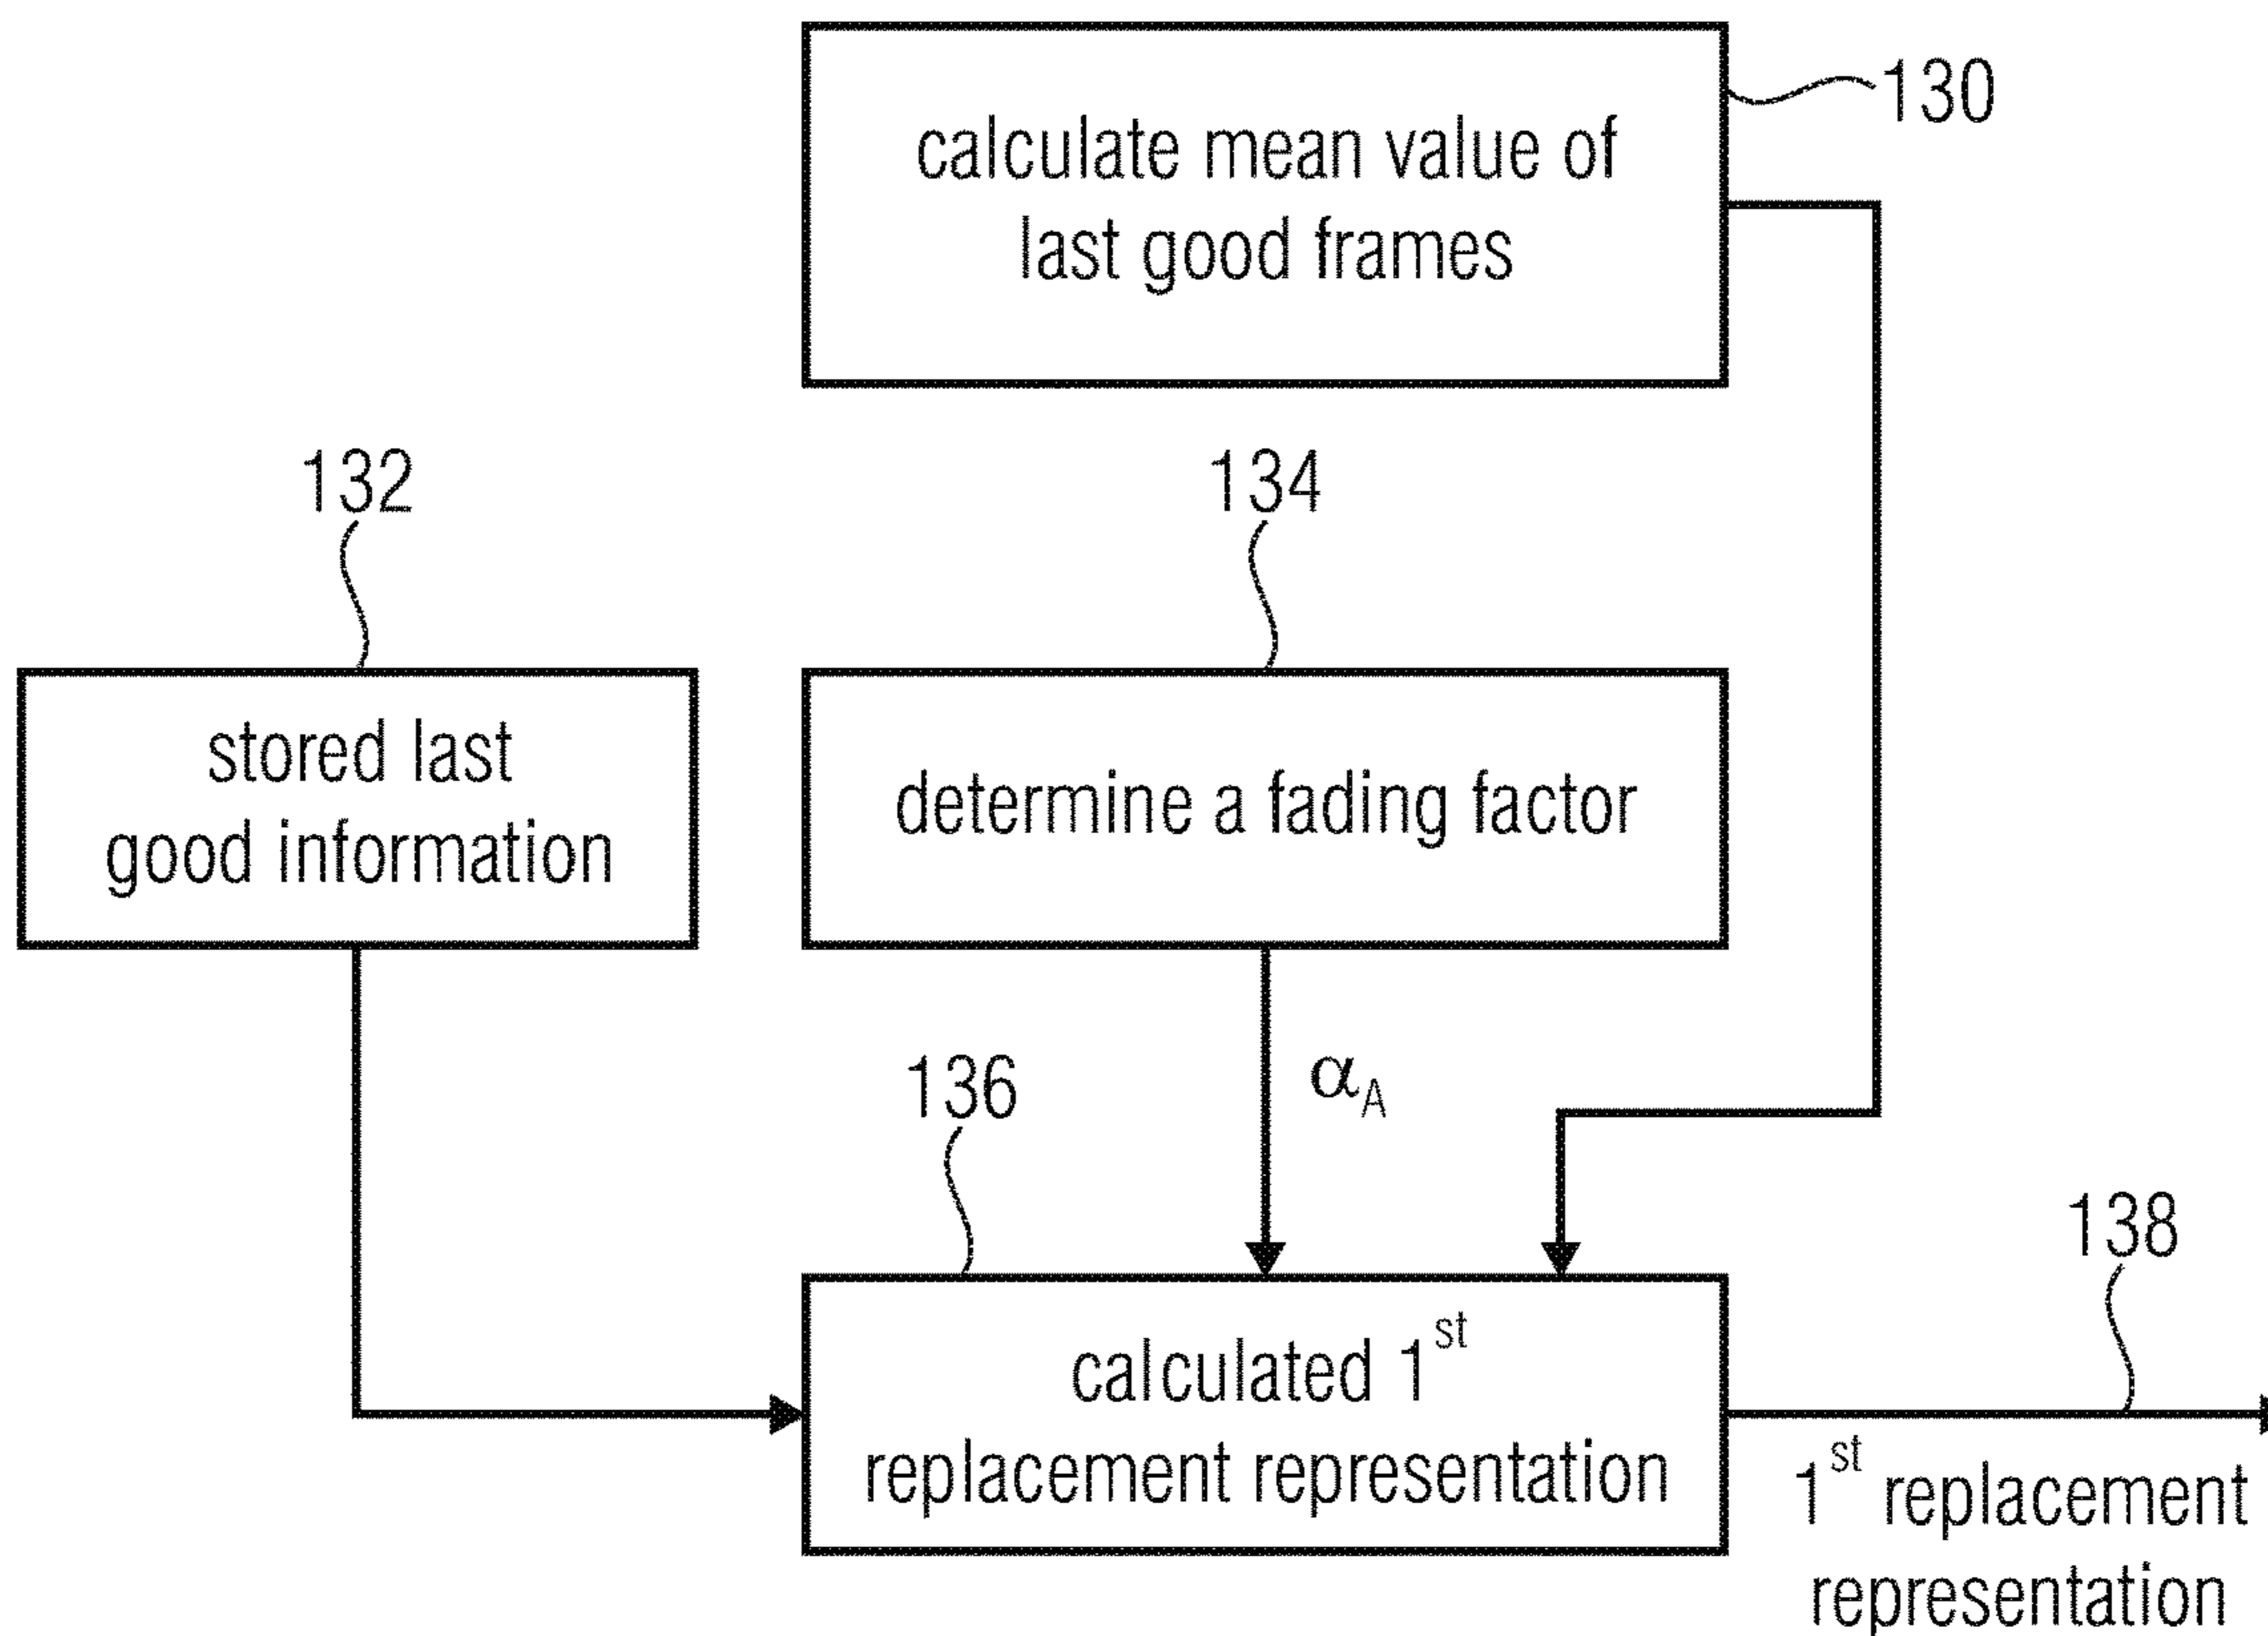 130
calculate mean value of
last good frames
132
134
stored last
good information
determine a fading factor
136
αA
138
calculated 1st
replacement representation
1st replacement
representation